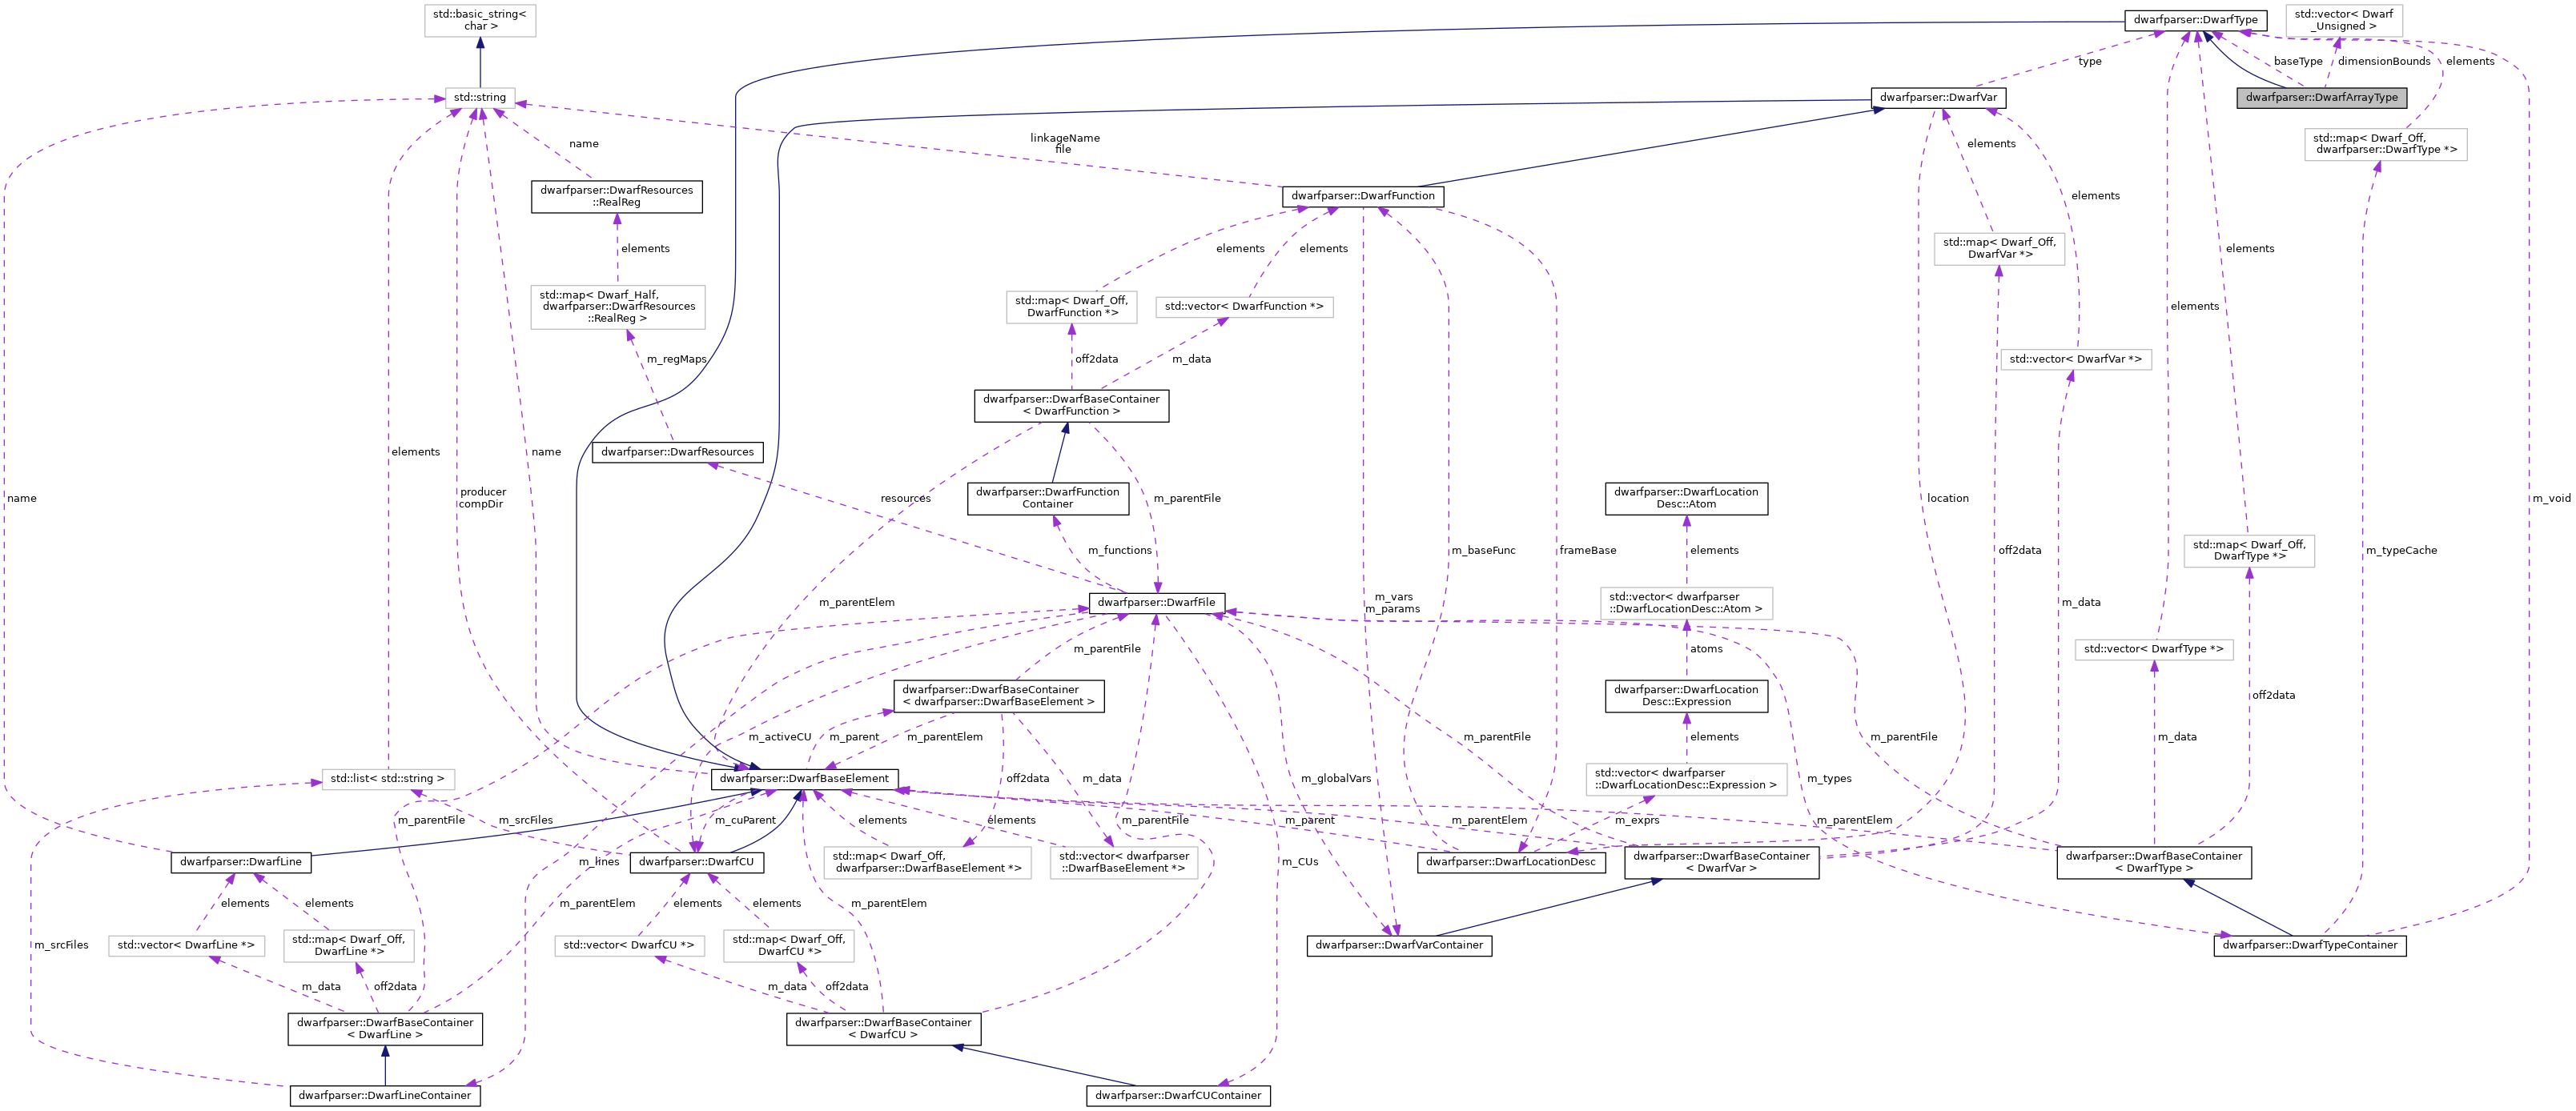 std::basic_string<
char >
dwarfparser::DwarfType
std::vector< Dwarf
_Unsigned >
type
baseType
dimensionBounds
elements
std::string
dwarfparser::DwarfVar
dwarfparser::DwarfArrayType
name
linkageName
file
elements
std::map< Dwarf_Off,
dwarfparser::DwarfType *>
dwarfparser::DwarfResources
::RealReg
dwarfparser::DwarfFunction
elements
elements
elements
elements
std::map< Dwarf_Off,
DwarfVar *>
elements
std::map< Dwarf_Half,
dwarfparser::DwarfResources
::RealReg >
std::map< Dwarf_Off,
DwarfFunction *>
std::vector< DwarfFunction *>
elements
m_regMaps
off2data
m_data
std::vector< DwarfVar *>
dwarfparser::DwarfBaseContainer
< DwarfFunction >
elements
name
dwarfparser::DwarfResources
name
producer
compDir
resources
dwarfparser::DwarfFunction
Container
m_parentFile
dwarfparser::DwarfLocation
Desc::Atom
location
m_void
m_functions
m_baseFunc
frameBase
elements
off2data
std::map< Dwarf_Off,
DwarfType *>
m_typeCache
m_parentElem
dwarfparser::DwarfFile
m_vars
m_params
std::vector< dwarfparser
::DwarfLocationDesc::Atom >
m_data
m_parentFile
atoms
std::vector< DwarfType *>
dwarfparser::DwarfBaseContainer
< dwarfparser::DwarfBaseElement >
dwarfparser::DwarfLocation
Desc::Expression
off2data
m_activeCU
m_parent
m_parentElem
m_parentFile
elements
m_parentFile
m_data
std::list< std::string >
dwarfparser::DwarfBaseElement
off2data
m_data
m_globalVars
std::vector< dwarfparser
::DwarfLocationDesc::Expression >
m_types
m_parentFile
m_srcFiles
m_cuParent
elements
elements
m_parentFile
m_parent
m_parentElem
m_exprs
m_parentElem
dwarfparser::DwarfLine
m_lines
dwarfparser::DwarfCU
std::map< Dwarf_Off,
dwarfparser::DwarfBaseElement *>
std::vector< dwarfparser
::DwarfBaseElement *>
m_CUs
dwarfparser::DwarfLocationDesc
dwarfparser::DwarfBaseContainer
< DwarfVar >
dwarfparser::DwarfBaseContainer
< DwarfType >
elements
elements
m_parentElem
elements
elements
m_parentElem
m_srcFiles
std::vector< DwarfLine *>
std::map< Dwarf_Off,
DwarfLine *>
std::vector< DwarfCU *>
std::map< Dwarf_Off,
DwarfCU *>
dwarfparser::DwarfVarContainer
dwarfparser::DwarfTypeContainer
m_data
off2data
m_data
off2data
dwarfparser::DwarfBaseContainer
< DwarfLine >
dwarfparser::DwarfBaseContainer
< DwarfCU >
dwarfparser::DwarfLineContainer
dwarfparser::DwarfCUContainer